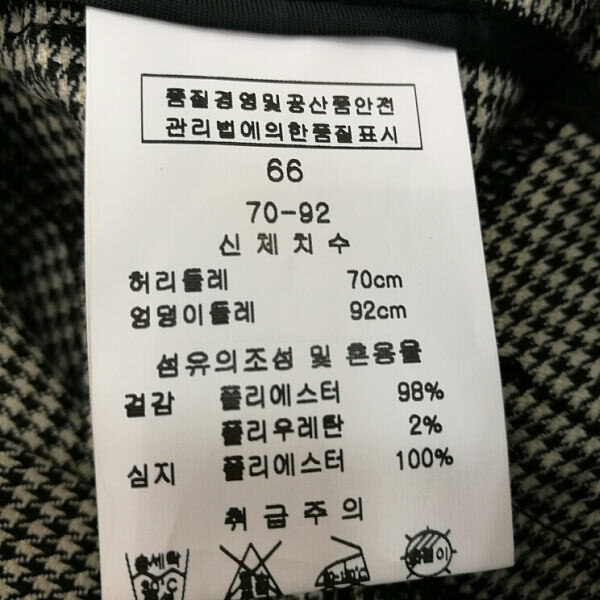 품질경영및공산품안전
관리법에의한품질표시
66
70-92
신체치수
허리둘레 70cm
엉덩이둘레 92cm
섬유의조성 및 혼용율
겉감 폴리에스터 98%
폴리우레탄 2%
심지 폴리에스터 100%
취급주의
손세탁